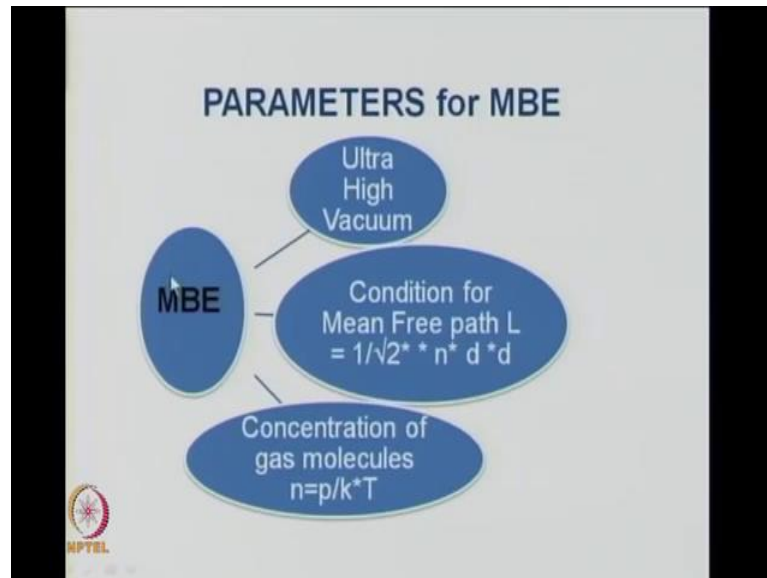 PARAMETERS for MBE
Ultra
High
Vacuum
MBE
Condition for
Mean Free path L
= 1/√2* * n* d *d
Concentration of
gas molecules
n=p/k*T
NPTEL